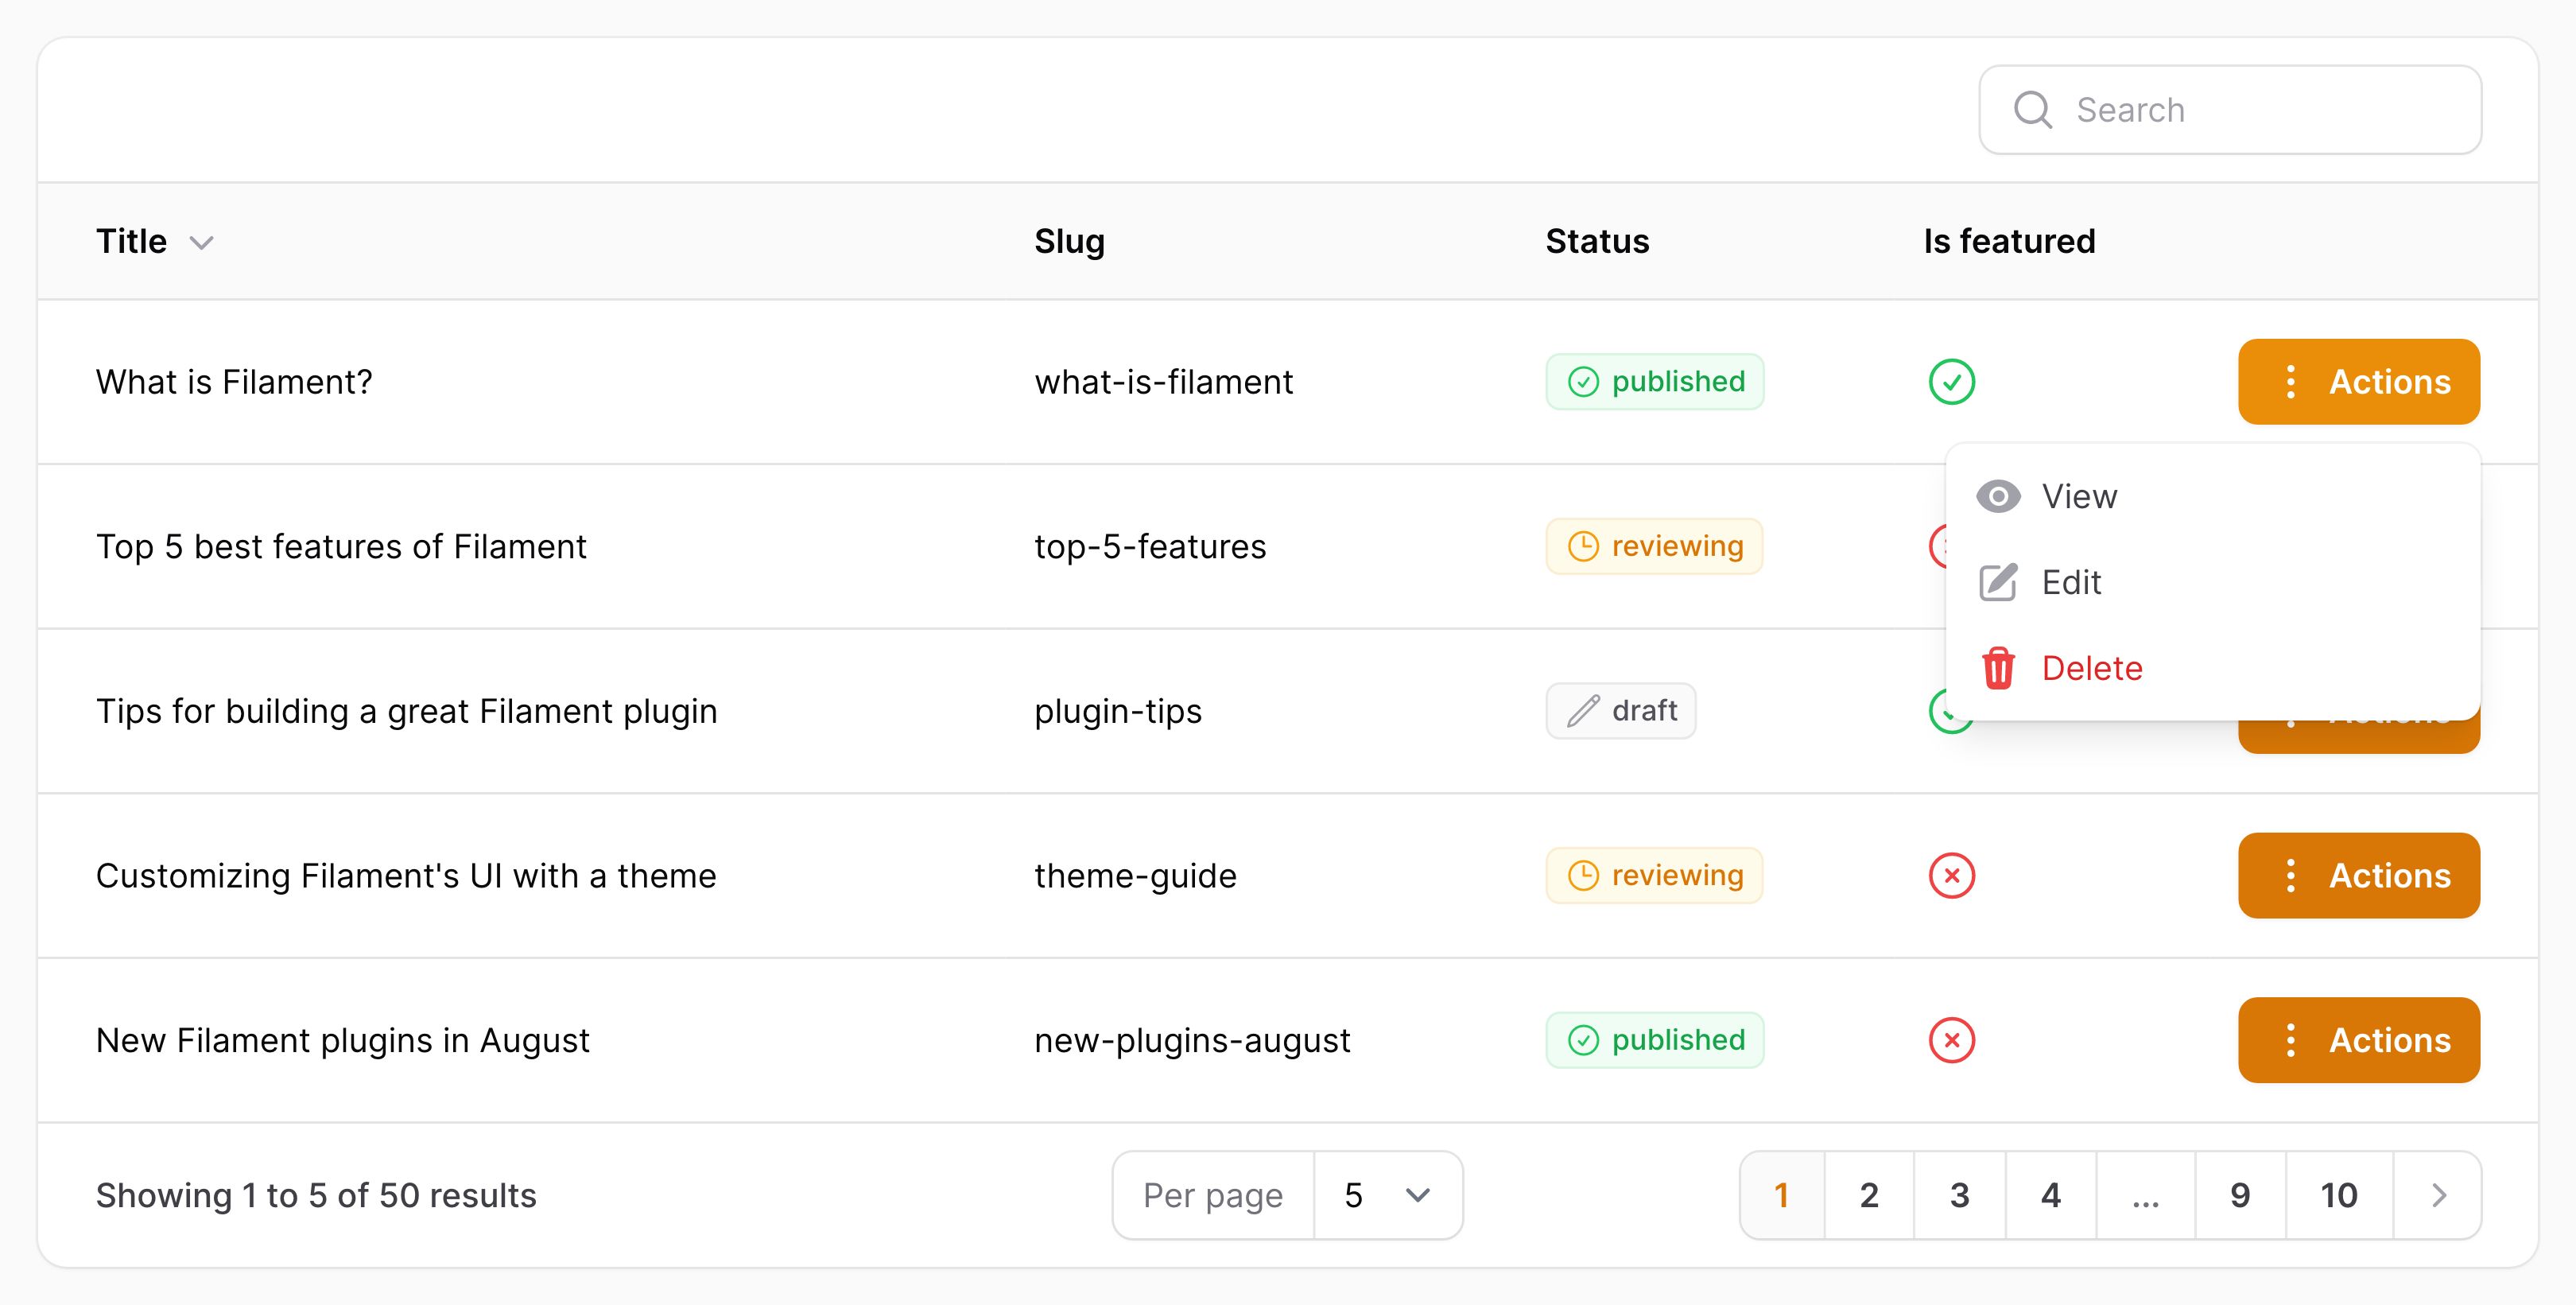 Search
Title Slug Status Is featured
What is Filament? what-is-filament published Actions
View
Top 5 best features of Filament top-5-features reviewing
Edit
Delete
Tips for building a great Filament plugin plugin-tips draft
Customizing Filament's UI with a theme theme-guide reviewing Actions
New Filament plugins in August new-plugins-august published Actions
Showing 1 to 5 of 50 results Per page 5 1 2 3 4 ... 9 10